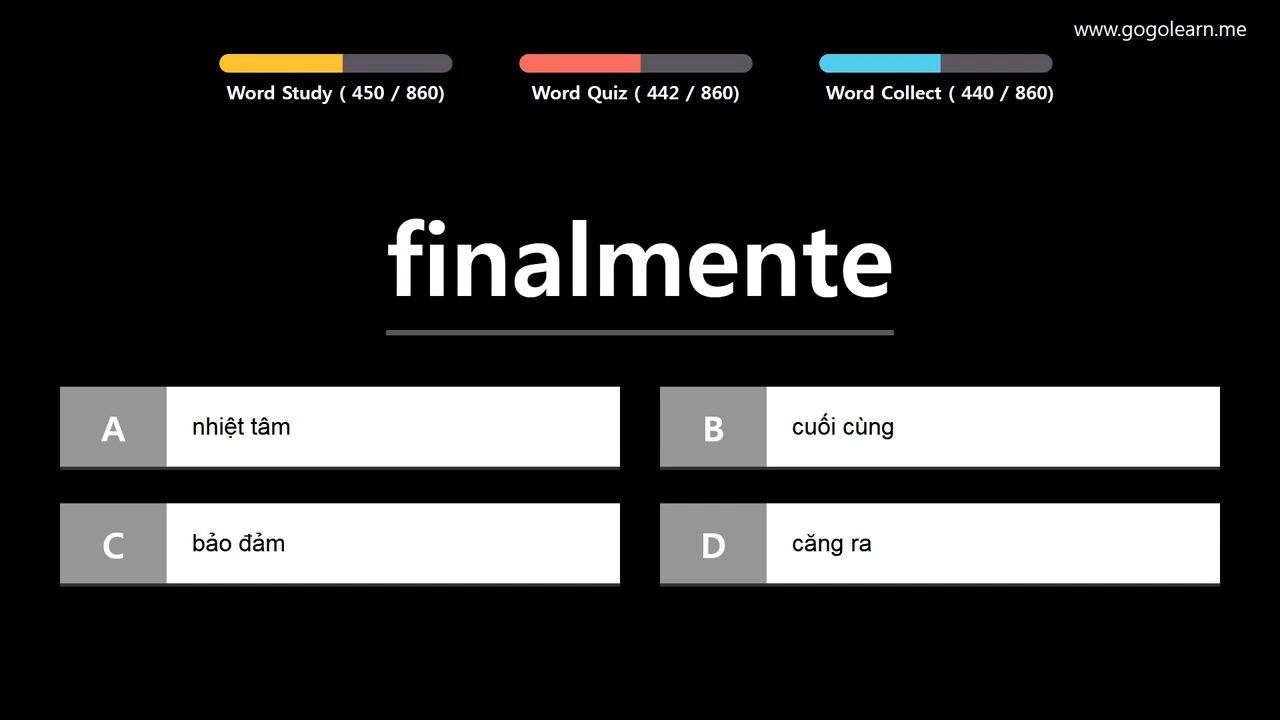 www.gogolearn.me
Word Study ( 450 / 860)
Word Quiz ( 442 / 860)
Word Collect ( 440 / 860)
finalmente
A nhiệt tâm
B cuối cùng
C bảo đảm
D căng ra